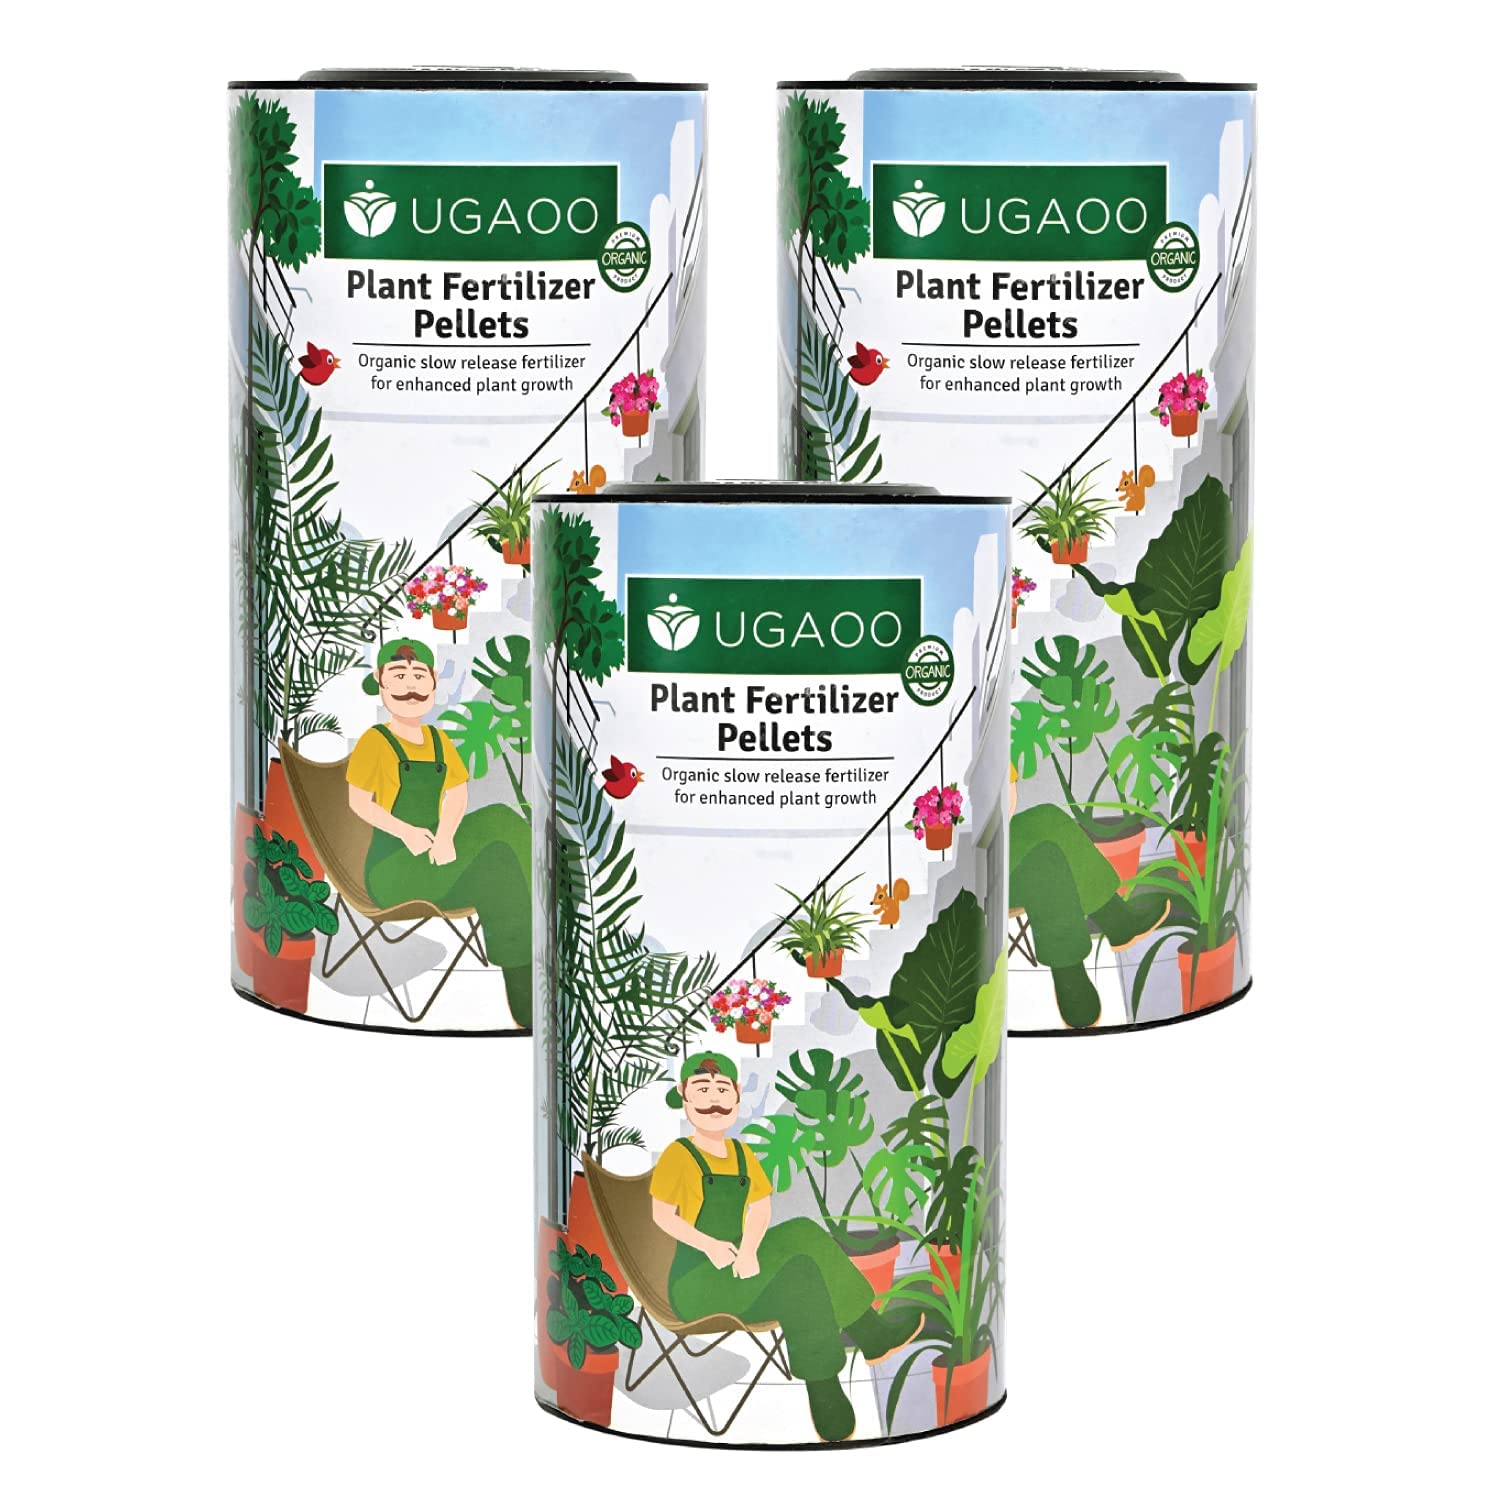 UGAOO
PREMIUM
ORGANIC
PRODUCT
Plant Fertilizer
Pellets
Organic slow release fertilizer
for enhanced plant growth
UGAOO
PREMIUM
ORGANIC
PRODUCT
Plant Fertilizer
Pellets
Organic slow release fertilizer
for enhanced plant growth
UGAOO
PREMIUM
ORGANIC
PRODUCT
Plant Fertilizer
Pellets
Organic slow release fertilizer
for enhanced plant growth